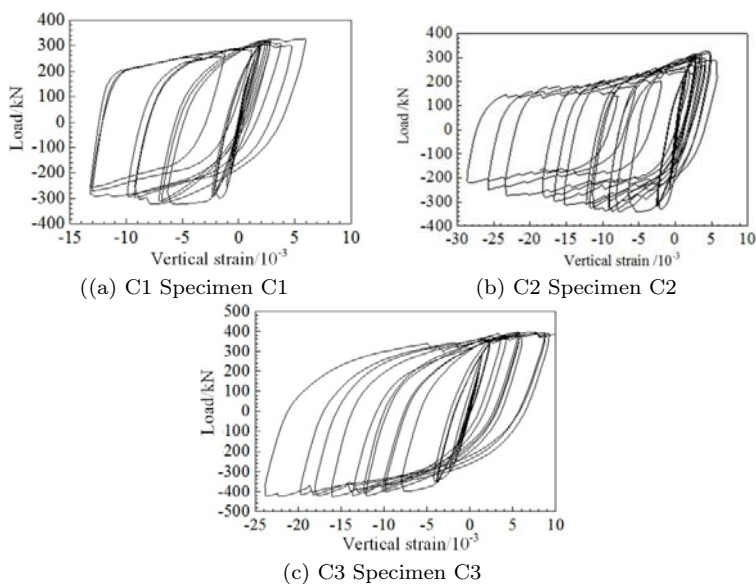 400
300
200
100
0
-100
-200
-300
-400
Load/kN
-15 -10 -5 0 5 10
Vertical strain/10⁻³
((a) C1 Specimen C1
400
300
200
100
0
-100
-200
-300
-400
Load/kN
-30 -25 -20 -15 -10 -5 0 5 10
Vertical strain /10⁻³
(b) C2 Specimen C2
500
400
300
200
100
0
-100
-200
-300
-400
-500
Load/kN
-25 -20 -15 -10 -5 0 5 10
Vertical strain/10⁻³
(c) C3 Specimen C3